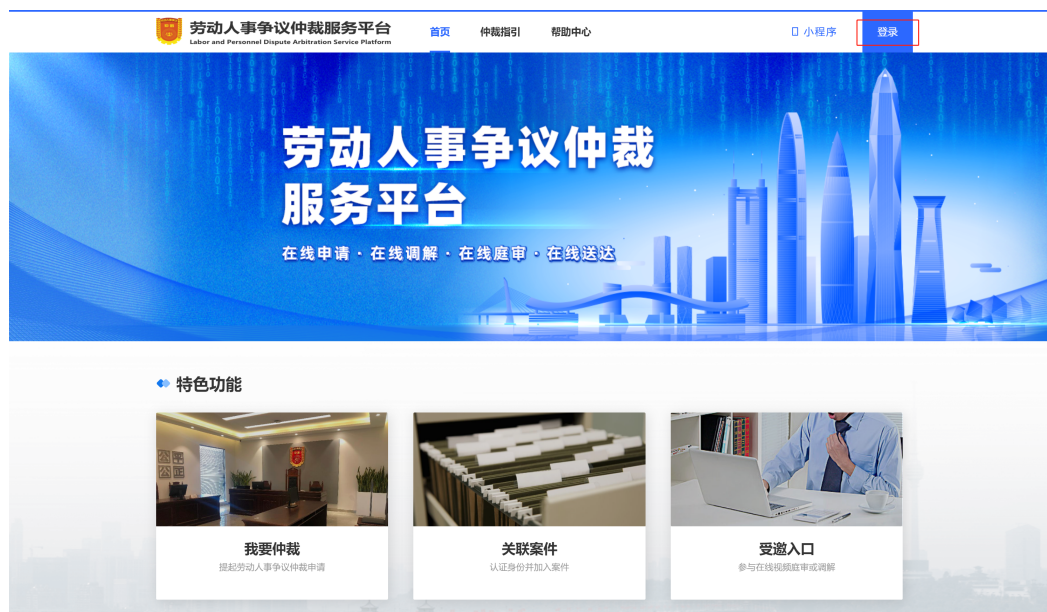 劳动人事争议仲裁服务平台
Labor and Personnel Dispute Arbitration Service Platform
首页
仲裁指引
帮助中心
小程序
登录
劳动人事争议仲裁
服务平台
在线申请·在线调解·在线庭审·在线送达
特色功能
公平
公正
我要仲裁
提起劳动人事争议仲裁申请
关联案件
认证身份并加入案件
受邀入口
参与在线视频庭审或调解